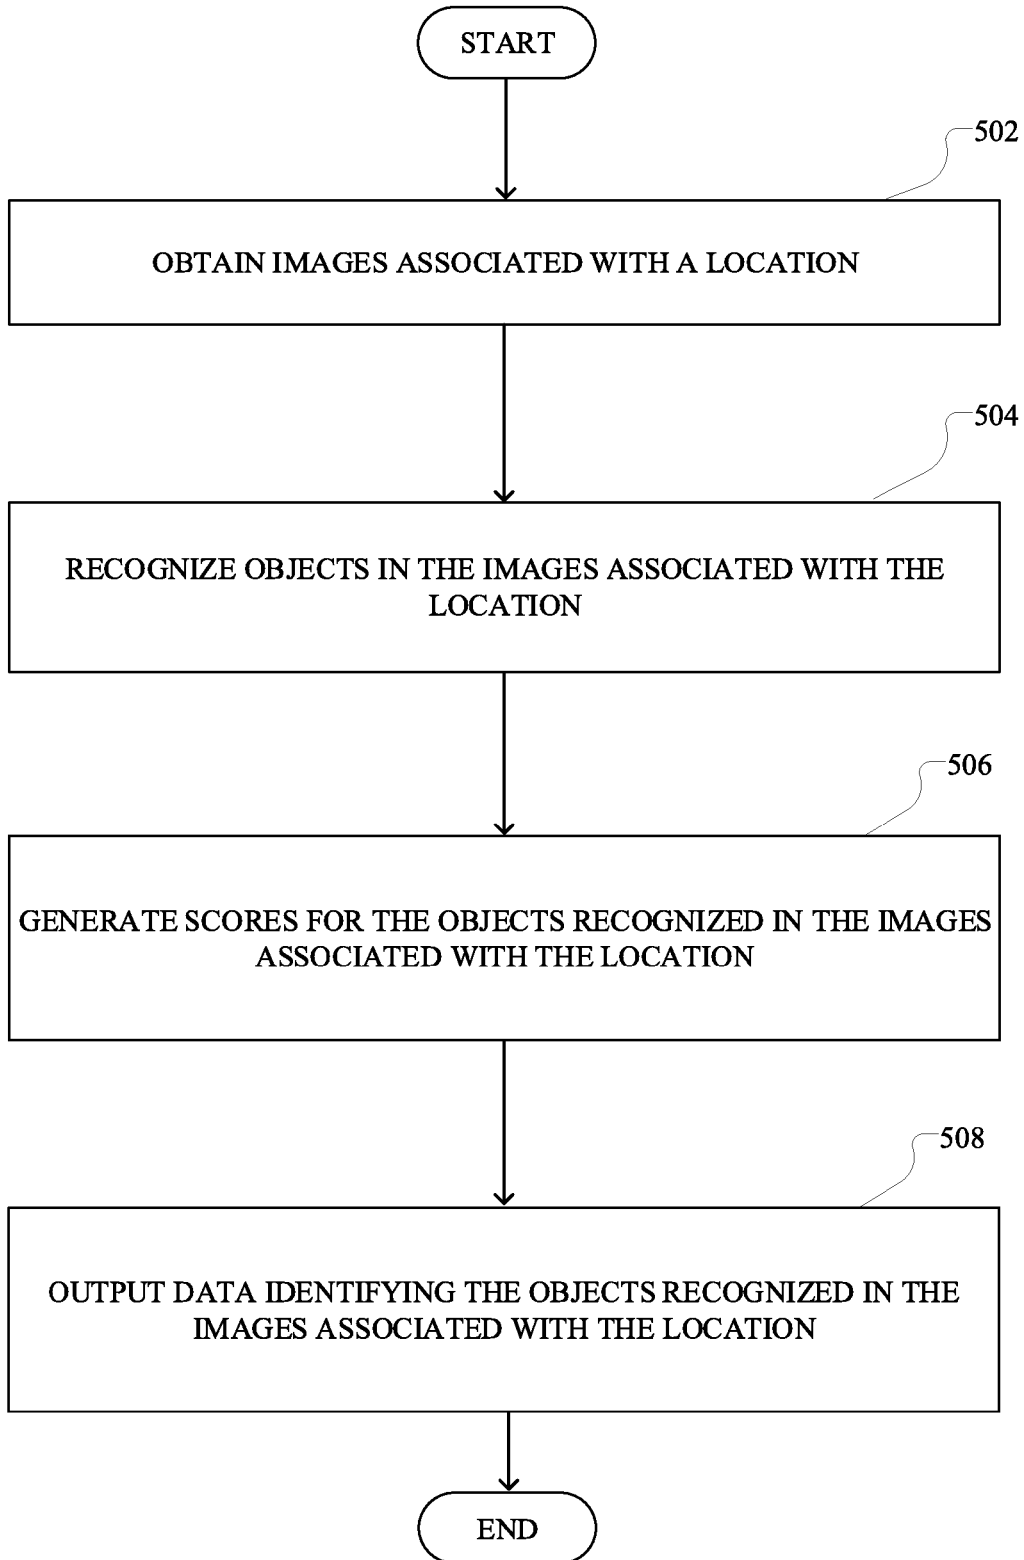 START
502
OBTAIN IMAGES ASSOCIATED WITH A LOCATION
504
RECOGNIZE OBJECTS IN THE IMAGES ASSOCIATED WITH THE
LOCATION
506
GENERATE SCORES FOR THE OBJECTS RECOGNIZED IN THE IMAGES
ASSOCIATED WITH THE LOCATION
508
OUTPUT DATA IDENTIFYING THE OBJECTS RECOGNIZED IN THE
IMAGES ASSOCIATED WITH THE LOCATION
END